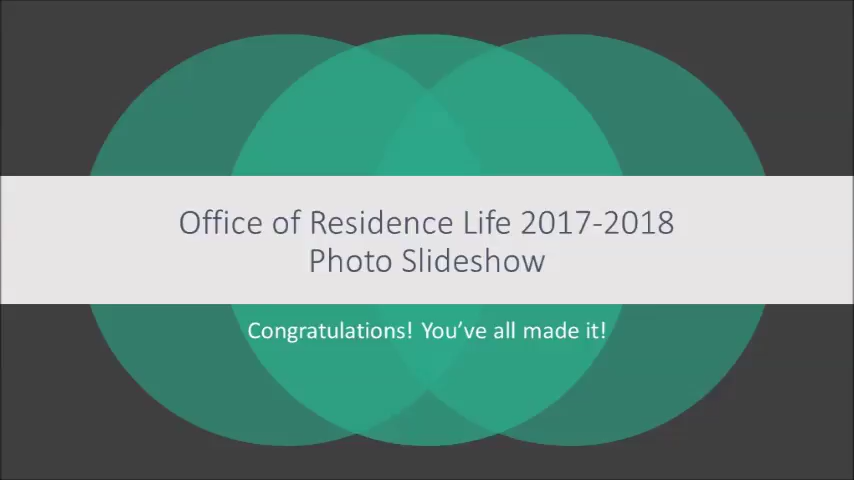 Office of Residence Life 2017-2018
Photo Slideshow
Congratulations! You’ve all made it!